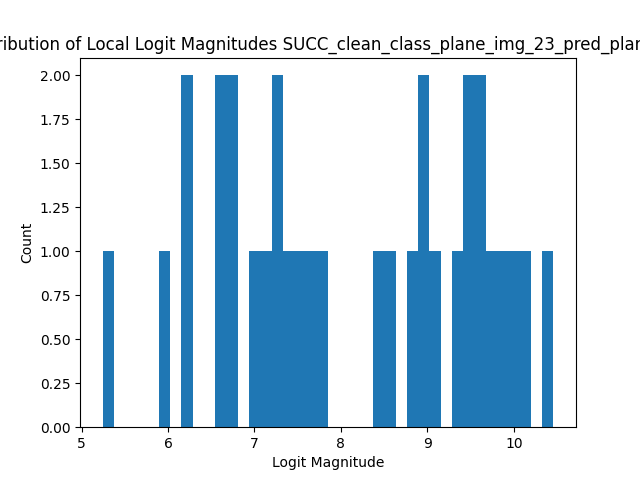 ribution of Local Logit Magnitudes SUCC_clean_class_plane_img_23_pred_plan
2.00
1.75
1.50
1.25
1.00
0.75
0.50
0.25
0.00
Count
5 6 7 8 9 10
Logit Magnitude